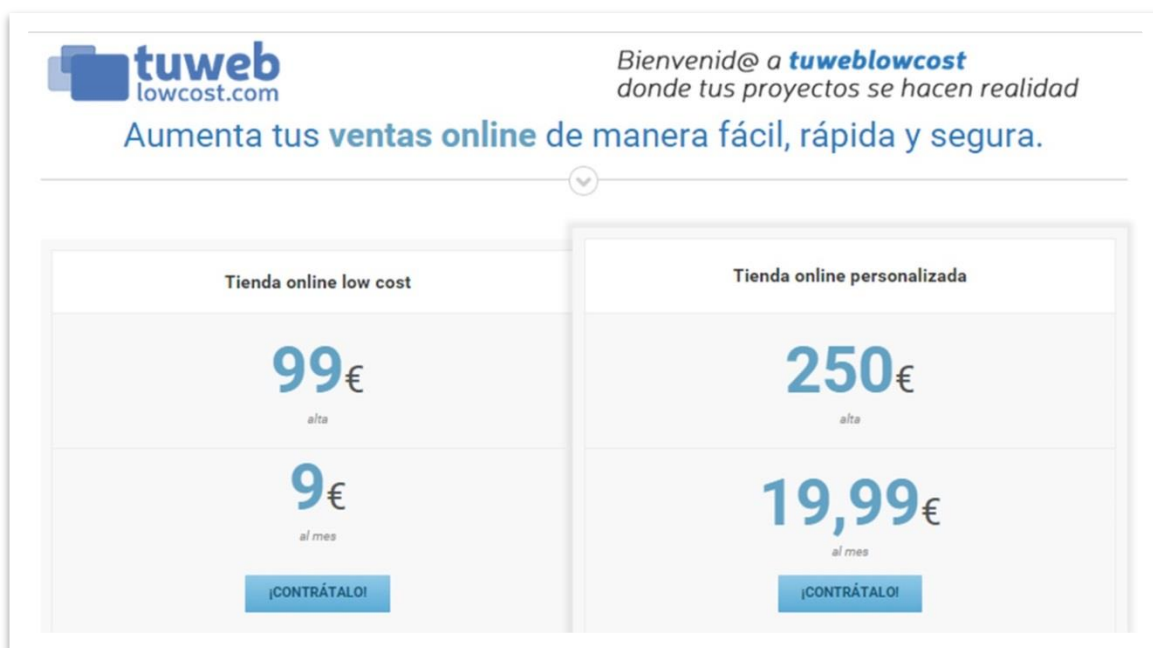 tuweb
lowcost.com
Bienvenid@ a tuweblowcost
donde tus proyectos se hacen realidad
Aumenta tus ventas online de manera fácil, rápida y segura.
Tienda online low cost
99€
alta
9€
al mes
¡CONTRÁTALO!
Tienda online personalizada
250€
alta
19,99€
al mes
¡CONTRÁTALO!